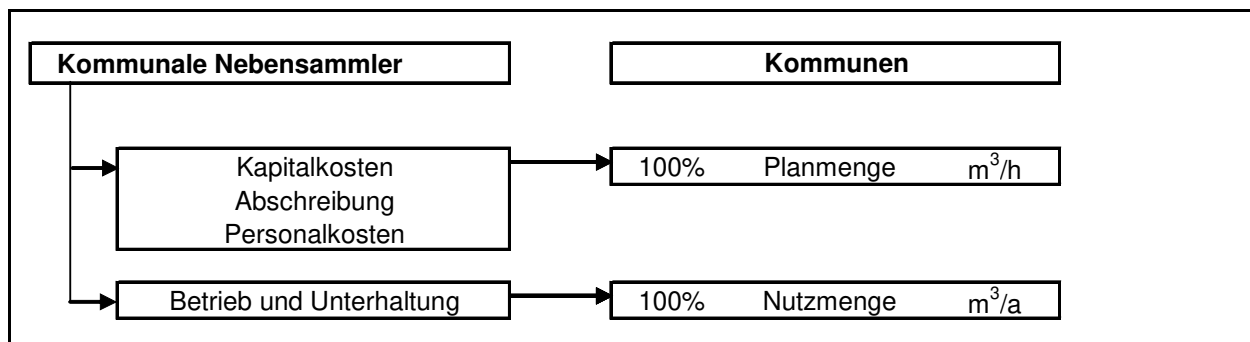 Kommunale Nebensammler
Kommunen
Kapitalkosten
Abschreibung
Personalkosten
100% Planmenge m³/h
Betrieb und Unterhaltung
100% Nutzmenge m³/a